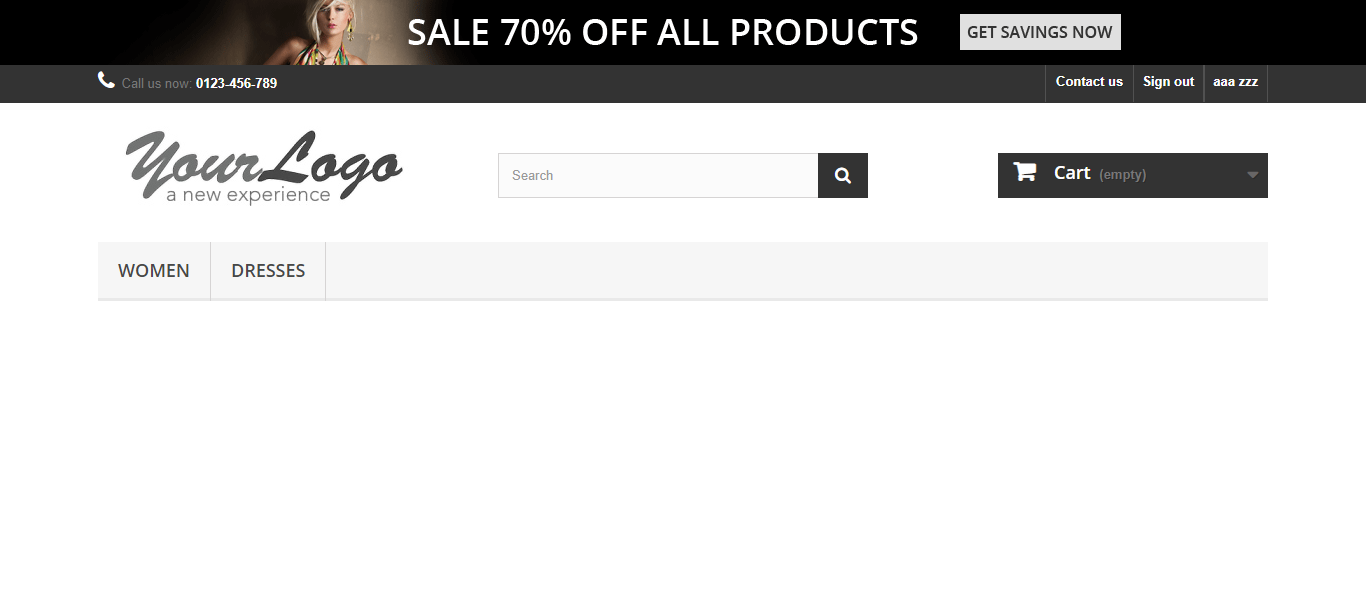 SALE 70% OFF ALL PRODUCTS
GET SAVINGS NOW
Call us now: 0123-456-789
Contact us
Sign out
aaa zzz
YourLogo
a new experience
Search
Cart (empty)
WOMEN
DRESSES